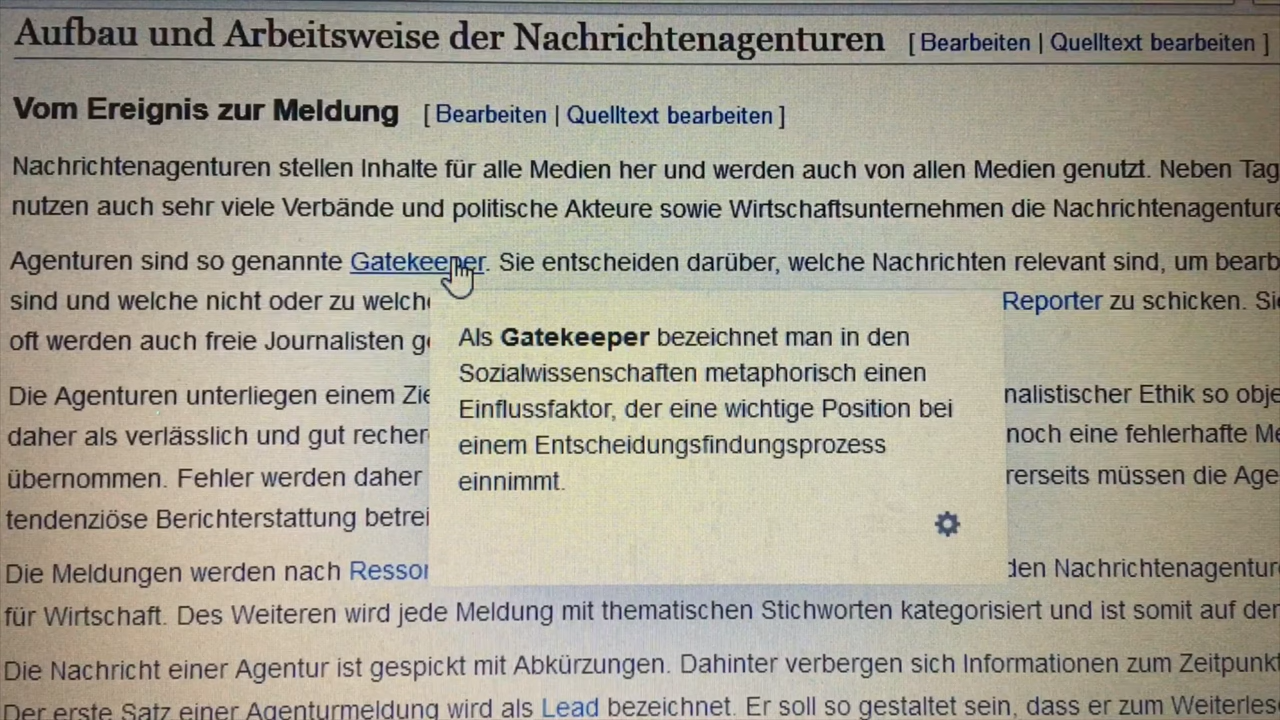 Aufbau und Arbeitsweise der Nachrichtenagenturen [ Bearbeiten | Quelltext bearbeiten ]
Vom Ereignis zur Meldung [ Bearbeiten | Quelltext bearbeiten ]
Nachrichtenagenturen stellen Inhalte für alle Medien her und werden auch von allen Medien genutzt. Neben Tag
nutzen auch sehr viele Verbände und politische Akteure sowie Wirtschaftsunternehmen die Nachrichtenagenture
Agenturen sind so genannte Gatekeeper. Sie entscheiden darüber, welche Nachrichten relevant sind, um bearb
sind und welche nicht oder zu welche Reporter zu schicken. Sie
oft werden auch freie Journalisten ge
Als Gatekeeper bezeichnet man in den
Sozialwissenschaften metaphorisch einen
Einflussfaktor, der eine wichtige Position bei
einem Entscheidungsfindungsprozess
einnimmt.
Die Agenturen unterliegen einem Zie nalistischer Ethik so obje
daher als verlässlich und gut recher noch eine fehlerhafte Me
übernommen. Fehler werden daher rerseits müssen die Age
tendenziöse Berichterstattung betrei
Die Meldungen werden nach Ressor den Nachrichtenagenture
für Wirtschaft. Des Weiteren wird jede Meldung mit thematischen Stichworten kategorisiert und ist somit auf der
Die Nachricht einer Agentur ist gespickt mit Abkürzungen. Dahinter verbergen sich Informationen zum Zeitpunkt
Der erste Satz einer Agenturmeldung wird als Lead bezeichnet. Er soll so gestaltet sein, dass er zum Weiterles